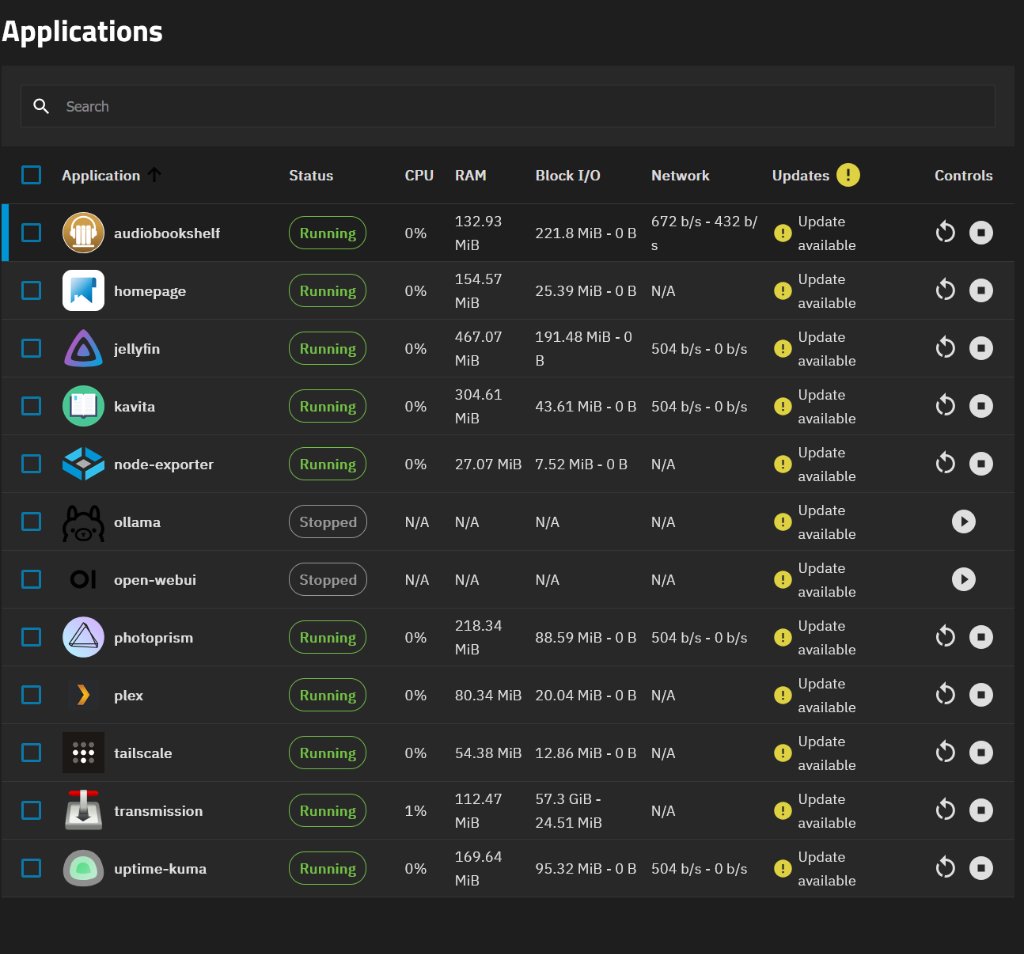 Applications
Search
Application Status CPU RAM Block I/O Network Updates Controls
audiobookshelf Running 0% 132.93 MiB 221.8 MiB - 0 B 672 b/s - 432 b/s Update available
homepage Running 0% 154.57 MiB 25.39 MiB - 0 B N/A Update available
jellyfin Running 0% 467.07 MiB 191.48 MiB - 0 B 504 b/s - 0 b/s Update available
kavita Running 0% 304.61 MiB 43.61 MiB - 0 B 504 b/s - 0 b/s Update available
node-exporter Running 0% 27.07 MiB 7.52 MiB - 0 B N/A Update available
ollama Stopped N/A N/A N/A N/A Update available
open-webui Stopped N/A N/A N/A N/A Update available
photoprism Running 0% 218.34 MiB 88.59 MiB - 0 B 504 b/s - 0 b/s Update available
plex Running 0% 80.34 MiB 20.04 MiB - 0 B N/A Update available
tailscale Running 0% 54.38 MiB 12.86 MiB - 0 B N/A Update available
transmission Running 1% 112.47 MiB 57.3 GiB - 24.51 MiB N/A Update available
uptime-kuma Running 0% 169.64 MiB 95.32 MiB - 0 B 504 b/s - 0 b/s Update available